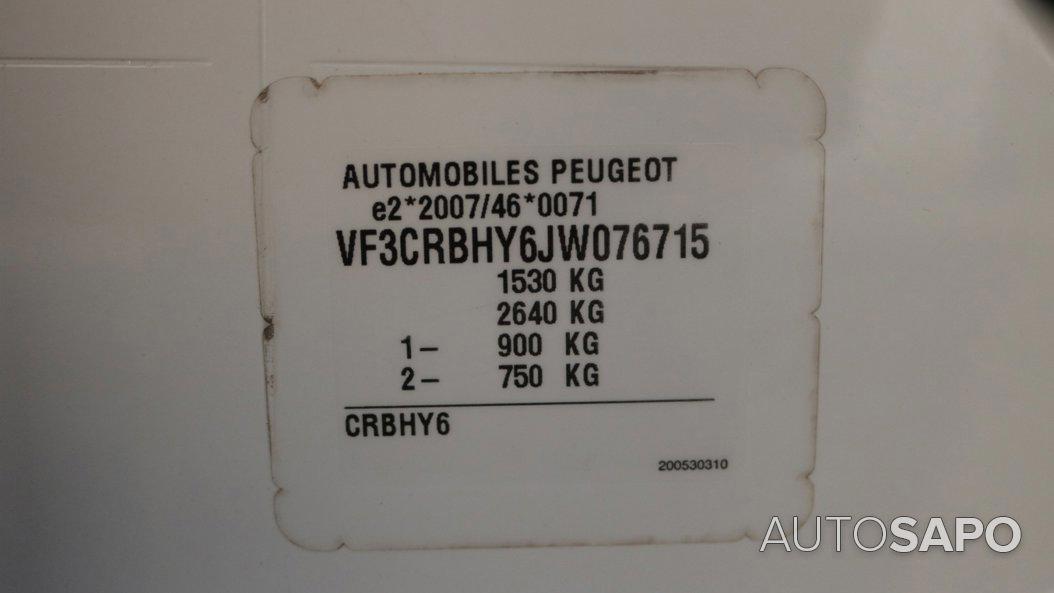 AUTOMOBILES PEUGEOT
e2*2007/46*0071
VF3CRBHY6JW076715
1530 KG
2640 KG
1- 900 KG
2- 750 KG
CRBHY6
200530310
AUTOSAPO